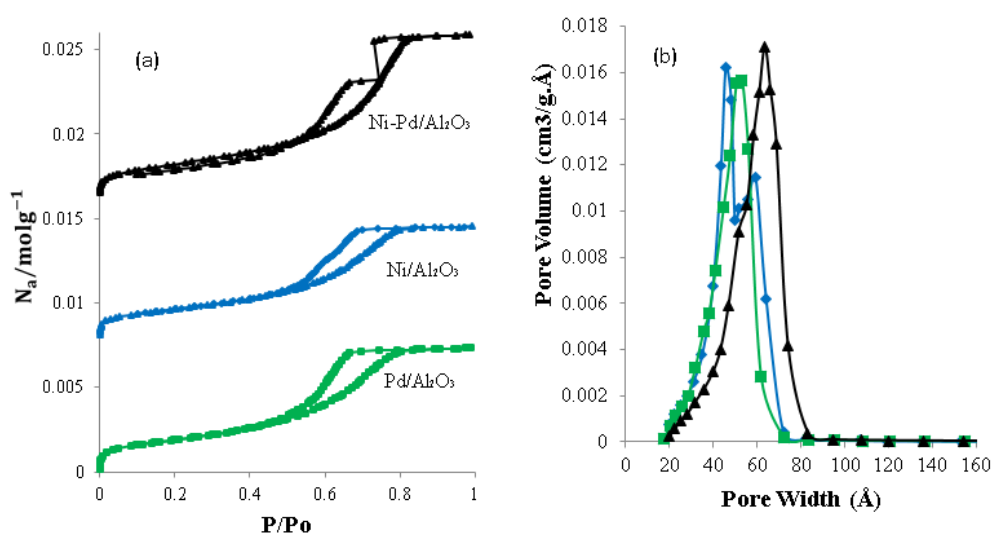 (a)
0.025
0.02
0.015
0.01
0.005
0
Nₐ/molg⁻¹
Ni-Pd/Al₂O₃
Ni/Al₂O₃
Pd/Al₂O₃
0 0.2 0.4 0.6 0.8 1
P/Po
(b)
0.018
0.016
0.014
0.012
0.01
0.008
0.006
0.004
0.002
0
Pore Volume (cm3/g.Å)
0 20 40 60 80 100 120 140 160
Pore Width (Å)